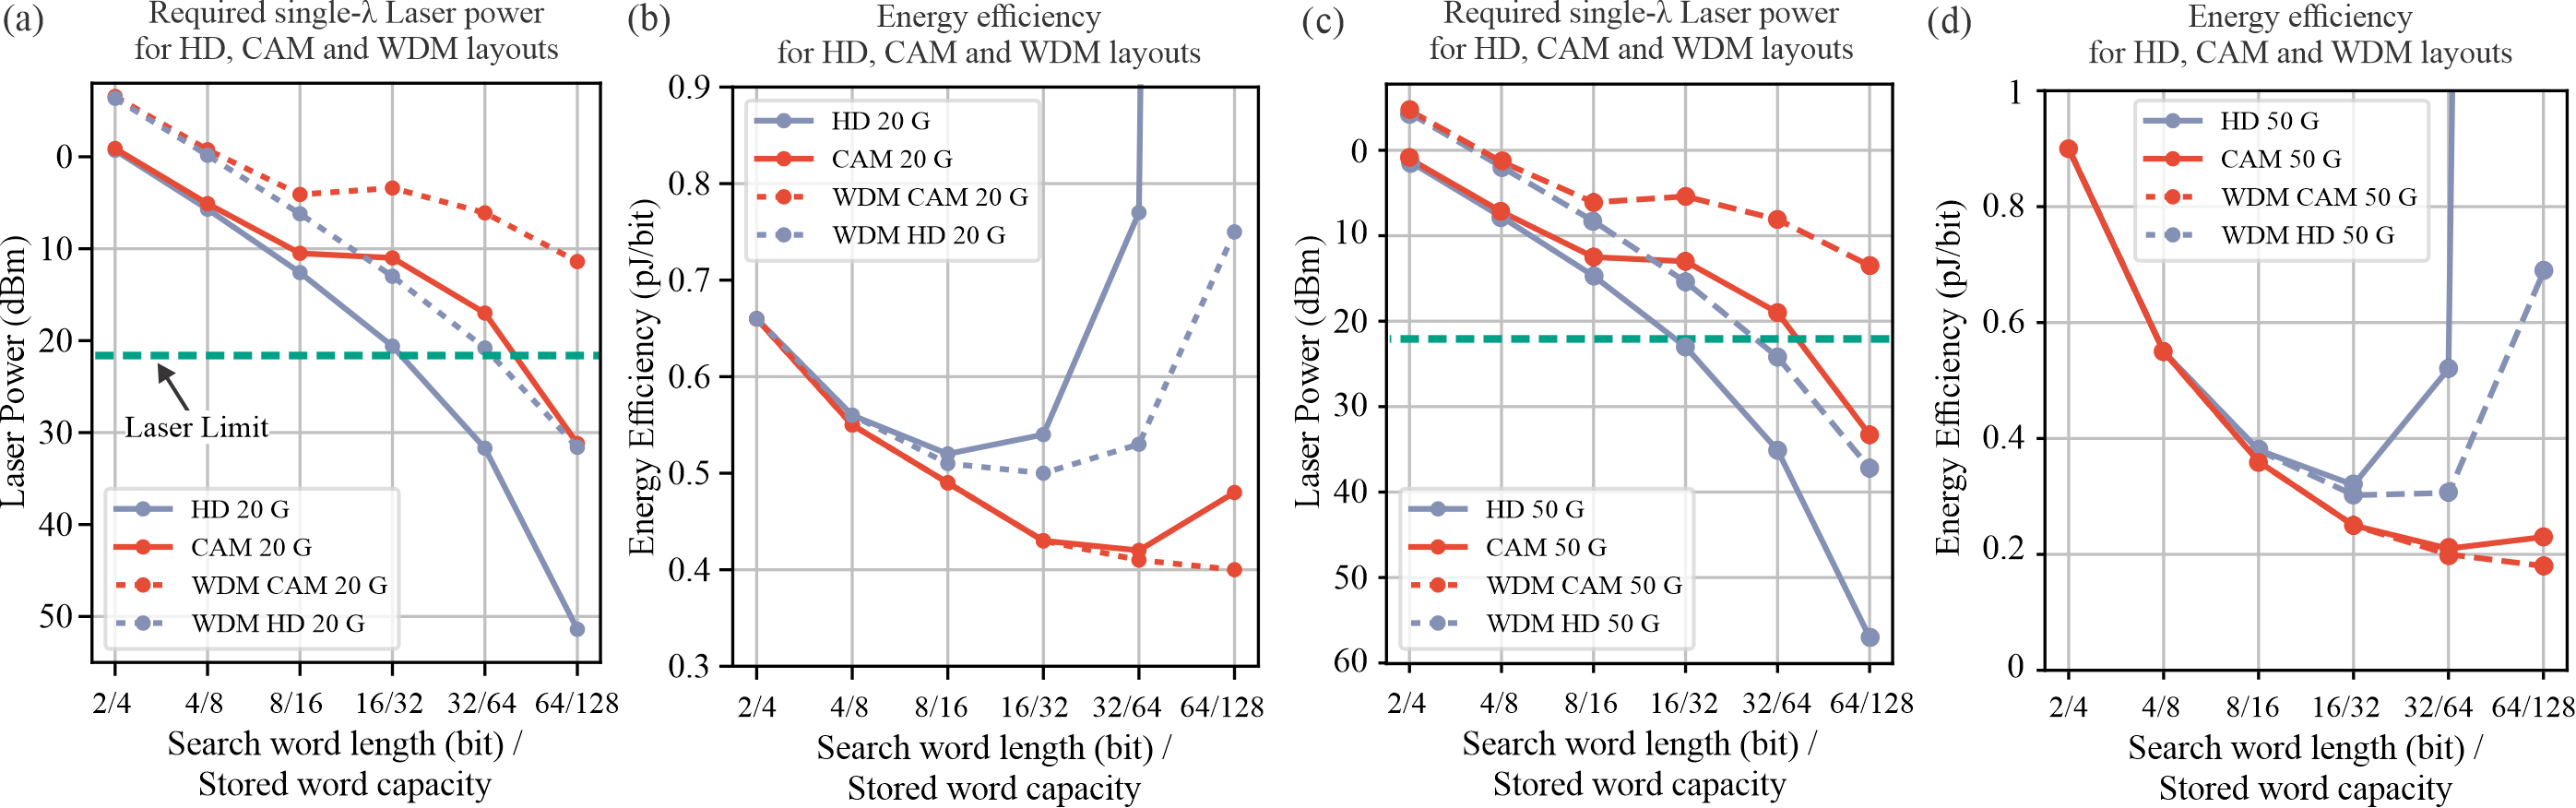 (a)
Required single-λ Laser power
for HD, CAM and WDM layouts
Laser Power (dBm)
0
10
20
30
40
50
Laser Limit
HD 20 G
CAM 20 G
WDM CAM 20 G
WDM HD 20 G
2/4 4/8 8/16 16/32 32/64 64/128
Search word length (bit) /
Stored word capacity
(b)
Energy efficiency
for HD, CAM and WDM layouts
Energy Efficiency (pJ/bit)
0.9
0.8
0.7
0.6
0.5
0.4
0.3
HD 20 G
CAM 20 G
WDM CAM 20 G
WDM HD 20 G
2/4 4/8 8/16 16/32 32/64 64/128
Search word length (bit) /
Stored word capacity
(c)
Required single-λ Laser power
for HD, CAM and WDM layouts
Laser Power (dBm)
0
10
20
30
40
50
60
HD 50 G
CAM 50 G
WDM CAM 50 G
WDM HD 50 G
2/4 4/8 8/16 16/32 32/64 64/128
Search word length (bit) /
Stored word capacity
(d)
Energy efficiency
for HD, CAM and WDM layouts
Energy Efficiency (pJ/bit)
1
0.8
0.6
0.4
0.2
0
HD 50 G
CAM 50 G
WDM CAM 50 G
WDM HD 50 G
2/4 4/8 8/16 16/32 32/64 64/128
Search word length (bit) /
Stored word capacity